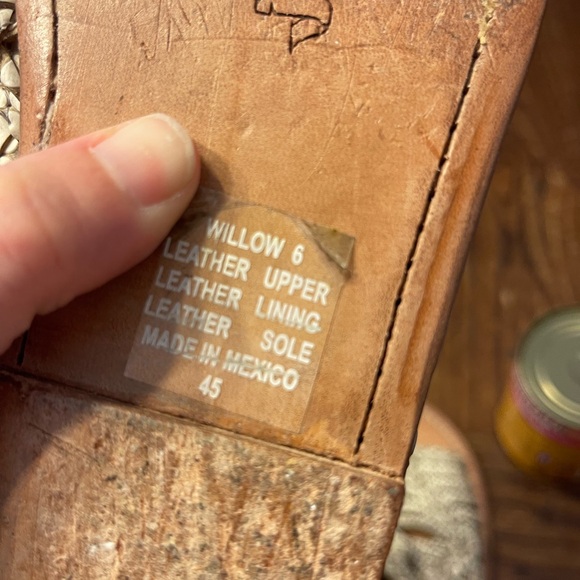 WILLOW 6
LEATHER UPPER
LEATHER LINING
LEATHER SOLE
MADE IN MEXICO
45